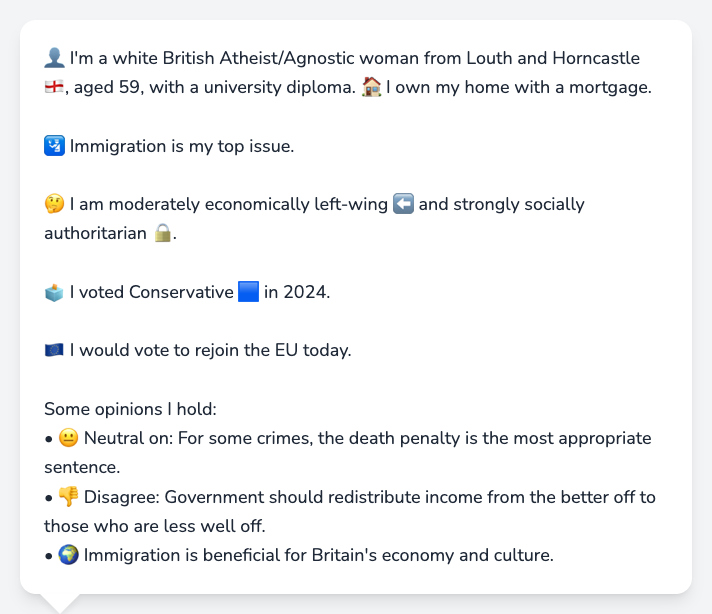 👤 I'm a white British Atheist/Agnostic woman from Louth and Horncastle
🏴󠁧󠁢󠁥󠁮󠁧󠁿, aged 59, with a university diploma. 🏠 I own my home with a mortgage.
🛂 Immigration is my top issue.
🤔 I am moderately economically left-wing ⬅️ and strongly socially
authoritarian 🔒.
🗳️ I voted Conservative 🟦 in 2024.
🇪🇺 I would vote to rejoin the EU today.
Some opinions I hold:
• 😐 Neutral on: For some crimes, the death penalty is the most appropriate
sentence.
• 👎 Disagree: Government should redistribute income from the better off to
those who are less well off.
• 🌍 Immigration is beneficial for Britain's economy and culture.